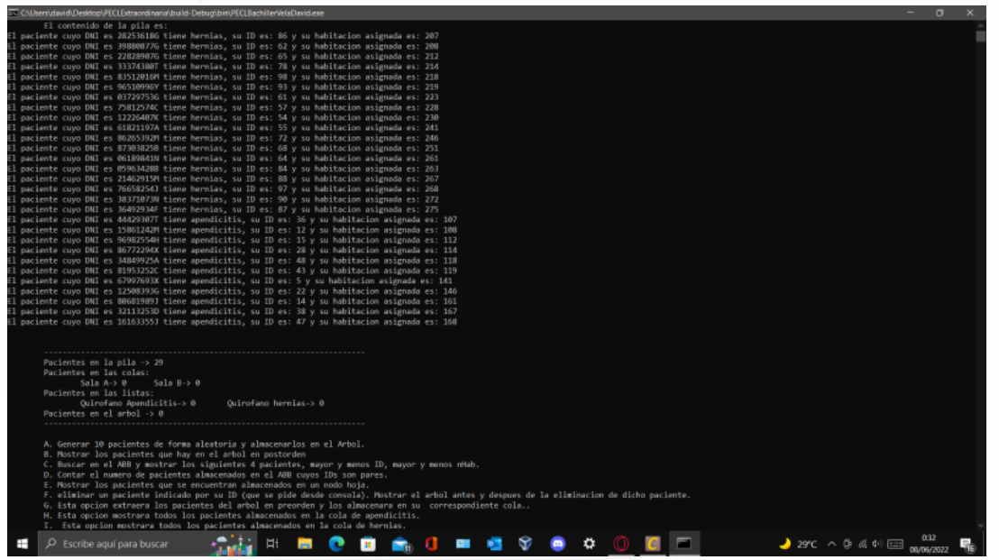 C:\Users\david\Desktop\PECLExtraordinaria\build-Debug\bin\PECLBachillerVelaDavid.exe
El contenido de la pila es:
El paciente cuyo DNI es 28253618G tiene hernias, su ID es: 86 y su habitacion asignada es: 207
El paciente cuyo DNI es 39880877G tiene hernias, su ID es: 62 y su habitacion asignada es: 208
El paciente cuyo DNI es 22828907G tiene hernias, su ID es: 65 y su habitacion asignada es: 212
El paciente cuyo DNI es 33374380T tiene hernias, su ID es: 78 y su habitacion asignada es: 214
El paciente cuyo DNI es 83512016M tiene hernias, su ID es: 98 y su habitacion asignada es: 218
El paciente cuyo DNI es 96510996Y tiene hernias, su ID es: 93 y su habitacion asignada es: 219
El paciente cuyo DNI es 03729753G tiene hernias, su ID es: 61 y su habitacion asignada es: 223
El paciente cuyo DNI es 75812574C tiene hernias, su ID es: 57 y su habitacion asignada es: 228
El paciente cuyo DNI es 12226407K tiene hernias, su ID es: 54 y su habitacion asignada es: 230
El paciente cuyo DNI es 61821197A tiene hernias, su ID es: 55 y su habitacion asignada es: 241
El paciente cuyo DNI es 86265392M tiene hernias, su ID es: 72 y su habitacion asignada es: 246
El paciente cuyo DNI es 87303825B tiene hernias, su ID es: 68 y su habitacion asignada es: 251
El paciente cuyo DNI es 06189841N tiene hernias, su ID es: 64 y su habitacion asignada es: 261
El paciente cuyo DNI es 05963428B tiene hernias, su ID es: 84 y su habitacion asignada es: 263
El paciente cuyo DNI es 21462915M tiene hernias, su ID es: 88 y su habitacion asignada es: 267
El paciente cuyo DNI es 76658254J tiene hernias, su ID es: 97 y su habitacion asignada es: 268
El paciente cuyo DNI es 38371073N tiene hernias, su ID es: 90 y su habitacion asignada es: 272
El paciente cuyo DNI es 36492934F tiene hernias, su ID es: 87 y su habitacion asignada es: 275
El paciente cuyo DNI es 44429307T tiene apendicitis, su ID es: 36 y su habitacion asignada es: 107
El paciente cuyo DNI es 15861242M tiene apendicitis, su ID es: 12 y su habitacion asignada es: 108
El paciente cuyo DNI es 96982554H tiene apendicitis, su ID es: 15 y su habitacion asignada es: 112
El paciente cuyo DNI es 86772294X tiene apendicitis, su ID es: 28 y su habitacion asignada es: 114
El paciente cuyo DNI es 34849925A tiene apendicitis, su ID es: 48 y su habitacion asignada es: 118
El paciente cuyo DNI es 81953252C tiene apendicitis, su ID es: 43 y su habitacion asignada es: 119
El paciente cuyo DNI es 67997693X tiene apendicitis, su ID es: 5 y su habitacion asignada es: 141
El paciente cuyo DNI es 12508393G tiene apendicitis, su ID es: 22 y su habitacion asignada es: 146
El paciente cuyo DNI es 80681989J tiene apendicitis, su ID es: 14 y su habitacion asignada es: 161
El paciente cuyo DNI es 32113253D tiene apendicitis, su ID es: 38 y su habitacion asignada es: 167
El paciente cuyo DNI es 16163355J tiene apendicitis, su ID es: 47 y su habitacion asignada es: 168
Pacientes en la pila -> 29
Pacientes en las colas:
Sala A-> 0 Sala B-> 0
Pacientes en las listas:
Quirofano Apendicitis-> 0 Quirofano hernias-> 0
Pacientes en el arbol -> 0
A. Generar 10 pacientes de forma aleatoria y almacenarlos en el Arbol.
B. Mostrar los pacientes que hay en el arbol en postorden
C. Buscar en el ABB y mostrar los siguientes 4 pacientes, mayor y menos ID, mayor y menos nHab.
D. Contar el numero de pacientes almacenados en el ABB cuyos IDs son pares.
E. Mostrar los pacientes que se encuentran almacenados en un nodo hoja.
F. eliminar un paciente indicado por su ID (que se pide desde consola). Mostrar el arbol antes y despues de la eliminacion de dicho paciente.
G. Esta opcion extraera los pacientes del arbol en preorden y los almacenara en su correspondiente cola..
H. Esta opcion mostrara todos los pacientes almacenados en la cola de apendicitis.
I. Esta opcion mostrara todos los pacientes almacenados en la cola de hernias.
Escribe aquí para buscar
11
29°C
0:32
08/06/2022
16